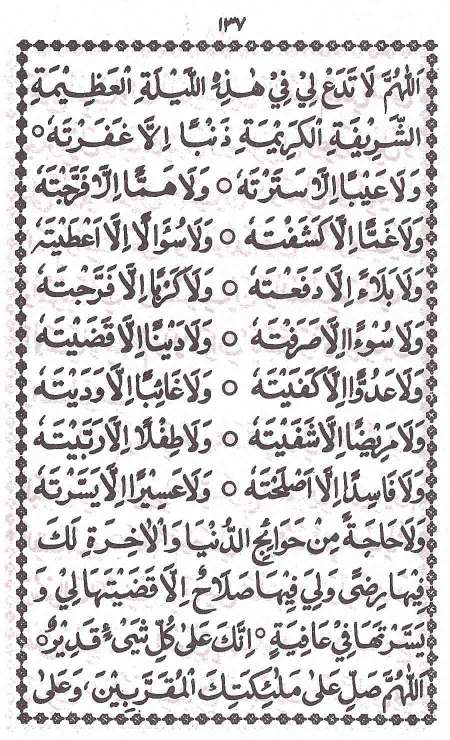 ١٣٧
اَللّٰهُمَّ لَا تَدَعْ لِيْ فِيْ هٰذِهِ اللَّيْلَةِ الْعَظِيْمَةِ
الشَّرِيْفَةِ الْكَرِيْمَةِ ذَنْبًا اِلَّا غَفَرْتَهٗ ○
وَلَا عَيْبًا اِلَّا سَتَرْتَهٗ ○ وَلَا هَمًّا اِلَّا فَرَّجْتَهٗ
وَلَا غَمًّا اِلَّا كَشَفْتَهٗ ○ وَلَا سُؤَالًا اِلَّا اَعْطَيْتَهٗ
وَلَا بَلَاءً اِلَّا دَفَعْتَهٗ ○ وَلَا كَرْبًا اِلَّا فَرَّجْتَهٗ
وَلَا سُوْءًا اِلَّا صَرَفْتَهٗ ○ وَلَا دَيْنًا اِلَّا قَضَيْتَهٗ
وَلَا عَدُوًّا اِلَّا كَفَيْتَهٗ ○ وَلَا غَائِبًا اِلَّا وَدَيْتَهٗ
وَلَا مَرِيْضًا اِلَّا شَفَيْتَهٗ ○ وَلَا طِفْلًا اِلَّا رَبَّيْتَهٗ
وَلَا فَاسِدًا اِلَّا اَصْلَحْتَهٗ ○ وَلَا عَسِيْرًا اِلَّا يَسَّرْتَهٗ
وَلَا حَاجَةً مِنْ حَوَائِجِ الدُّنْيَا وَالْاٰخِرَةِ لَكَ
فِيْهَا رِضًى وَلِيَ فِيْهَا صَلَاحٌ اِلَّا قَضَيْتَهَا لِيْ وَ
يَسَّرْتَهَا فِيْ عَافِيَةٍ ○ اِنَّكَ عَلٰى كُلِّ شَيْءٍ قَدِيْرٌ ○
اَللّٰهُمَّ صَلِّ عَلٰى مَلٰئِكَتِكَ الْمُقَرَّبِيْنَ، وَعَلٰى